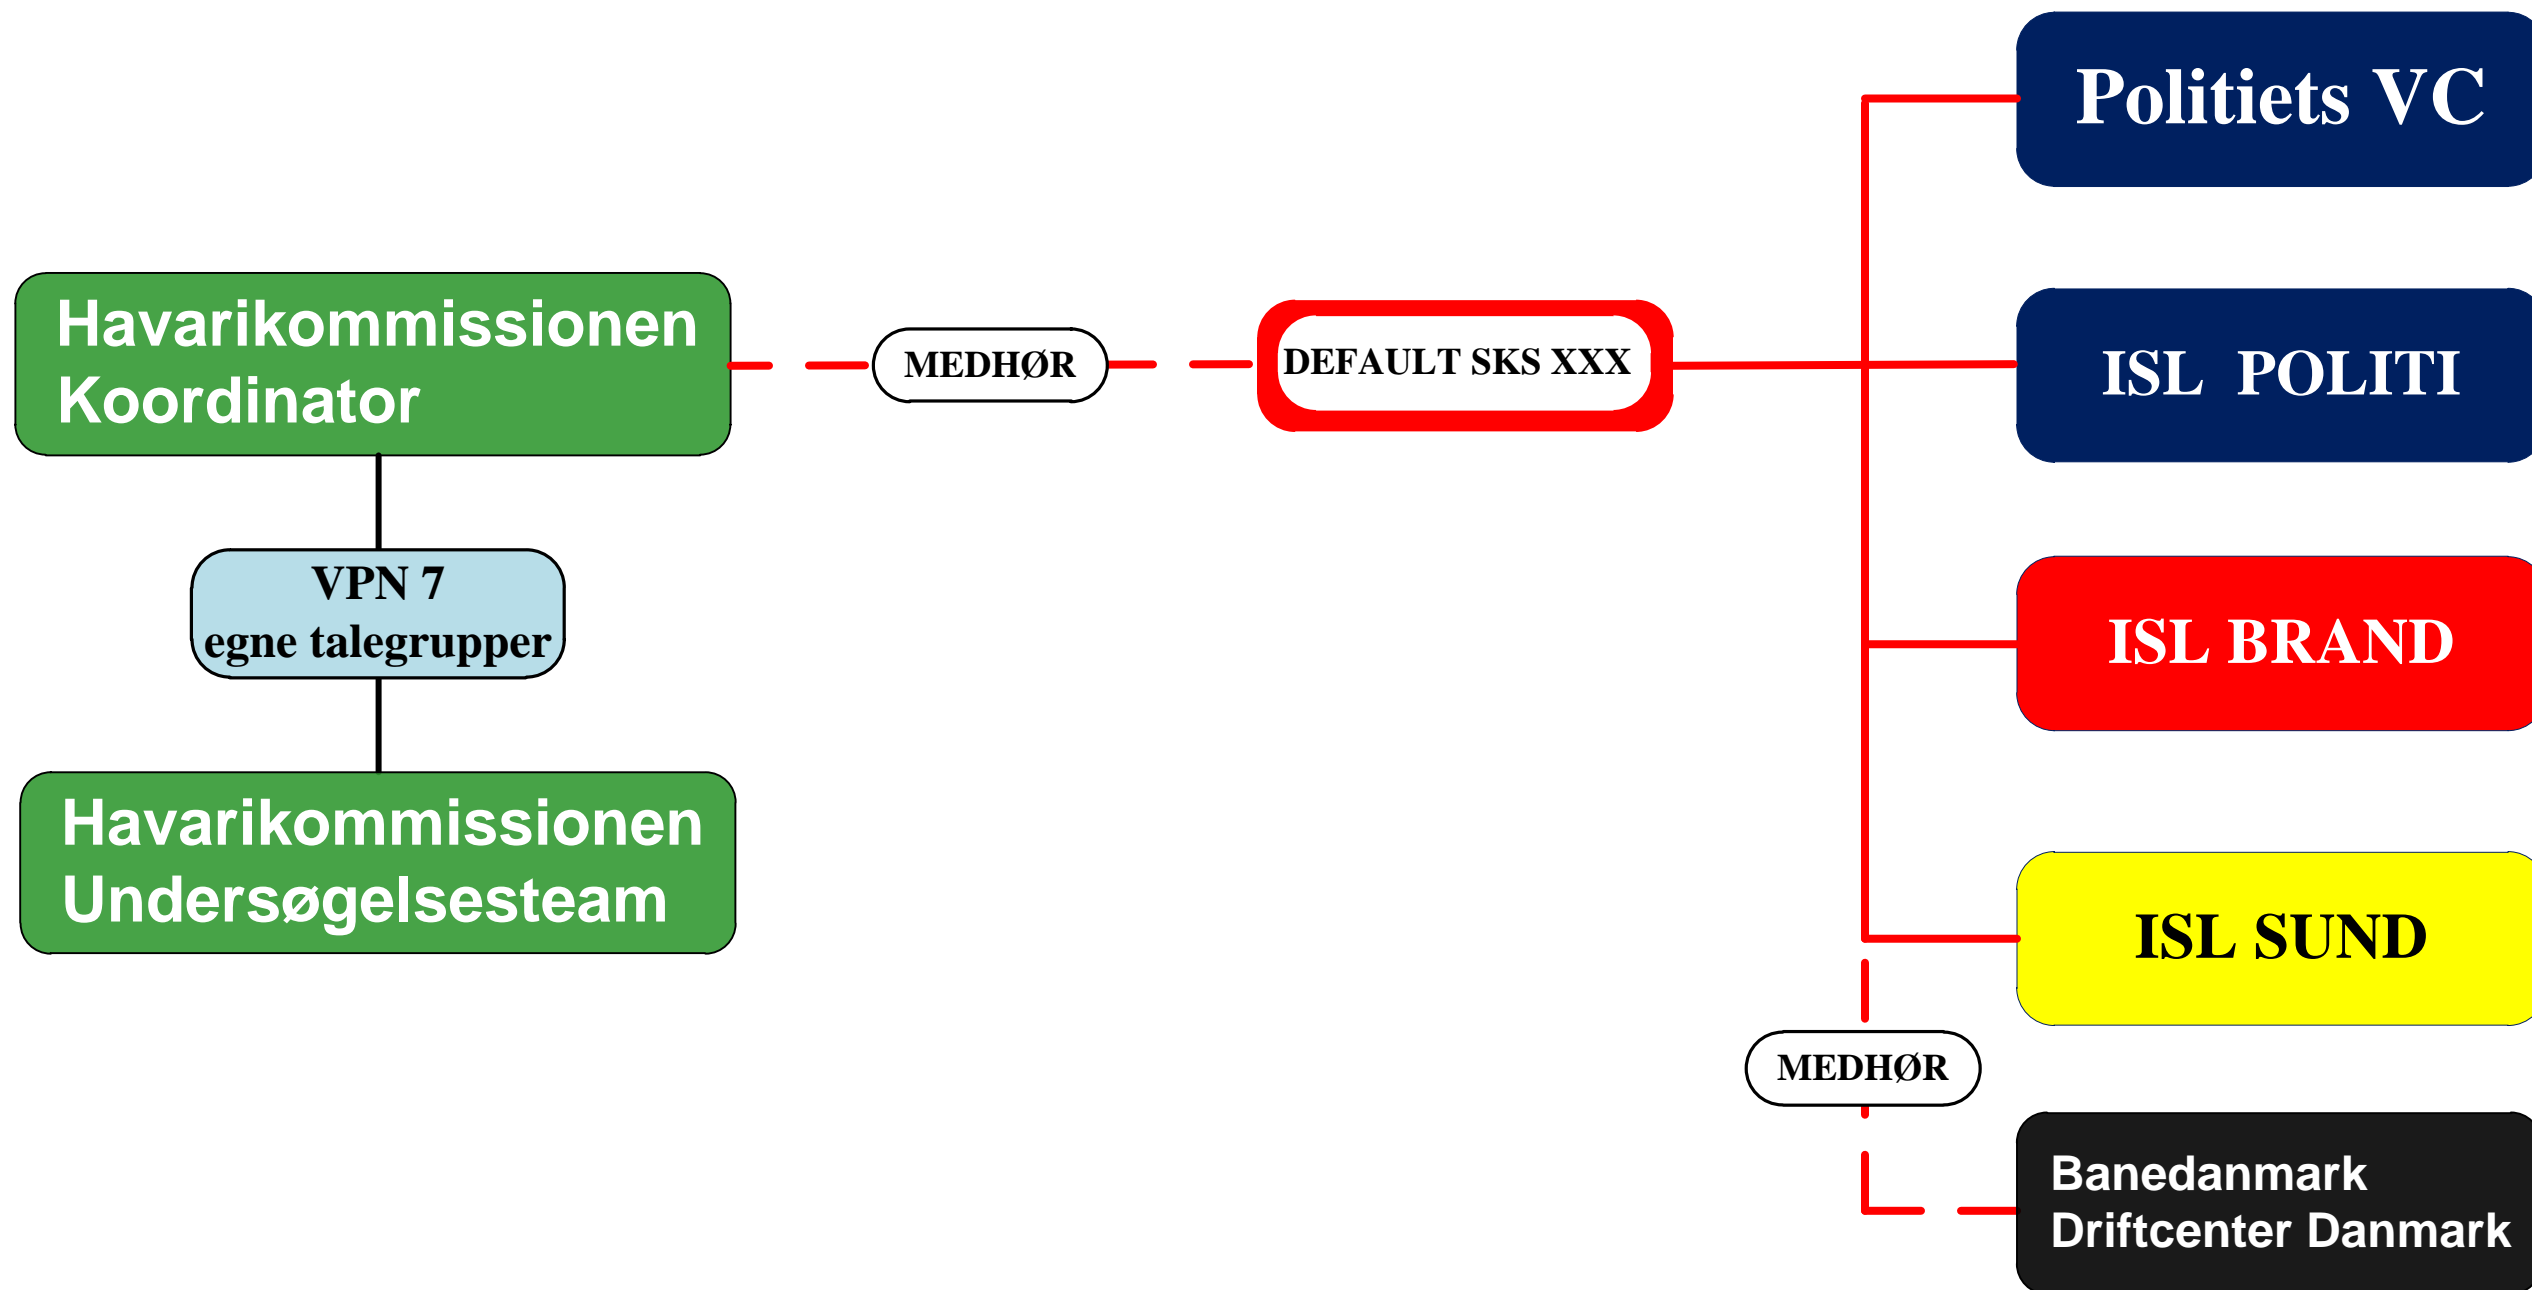 Politiets VC
Havarikommissionen
Koordinator
MEDHØR
DEFAULT SKS XXX
ISL POLITI
VPN 7
egne talegrupper
ISL BRAND
Havarikommissionen
Undersøgelsesteam
ISL SUND
MEDHØR
Banedanmark
Driftcenter Danmark